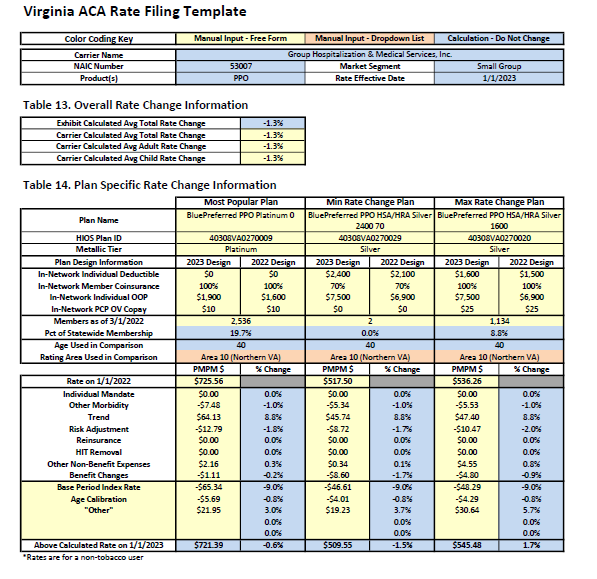 Virginia ACA Rate Filing Template
Color Coding Key Manual Input - Free Form Manual Input - Dropdown List Calculation - Do Not Change
Carrier Name Group Hospitalization & Medical Services, Inc.
NAIC Number 53007 Market Segment Small Group
Product(s) PPO Rate Effective Date 1/1/2023
Table 13. Overall Rate Change Information
Exhibit Calculated Avg Total Rate Change -1.3%
Carrier Calculated Avg Total Rate Change -1.3%
Carrier Calculated Avg Adult Rate Change -1.3%
Carrier Calculated Avg Child Rate Change -1.3%
Table 14. Plan Specific Rate Change Information
Most Popular Plan Min Rate Change Plan Max Rate Change Plan
Plan Name BluePreferred PPO Platinum 0 BluePreferred PPO HSA/HRA Silver 2400 70 BluePreferred PPO HSA/HRA Silver 1600
HIOS Plan ID 40308VA0270009 40308VA0270029 40308VA0270020
Metallic Tier Platinum Silver Silver
Plan Design Information 2023 Design 2022 Design 2023 Design 2022 Design 2023 Design 2022 Design
In-Network Individual Deductible $0 $0 $2,400 $2,100 $1,600 $1,500
In-Network Member Coinsurance 100% 100% 70% 70% 100% 100%
In-Network Individual OOP $1,900 $1,600 $7,500 $6,900 $7,500 $6,900
In-Network PCP OV Copay $10 $10 $0 $0 $25 $25
Members as of 3/1/2022 2,536 2 1,134
Pct of Statewide Membership 19.7% 0.0% 8.8%
Age Used in Comparison 40 40 40
Rating Area Used in Comparison Area 10 (Northern VA) Area 10 (Northern VA) Area 10 (Northern VA)
PMPM $ % Change PMPM $ % Change PMPM $ % Change
Rate on 1/1/2022 $725.56 $517.50 $536.26
Individual Mandate $0.00 0.0% $0.00 0.0% $0.00 0.0%
Other Morbidity -$7.48 -1.0% -$5.34 -1.0% -$5.53 -1.0%
Trend $64.13 8.8% $45.74 8.8% $47.40 8.8%
Risk Adjustment -$12.79 -1.8% -$8.72 -1.7% -$10.47 -2.0%
Reinsurance $0.00 0.0% $0.00 0.0% $0.00 0.0%
HIT Removal $0.00 0.0% $0.00 0.0% $0.00 0.0%
Other Non-Benefit Expenses $2.16 0.3% $0.34 0.1% $4.55 0.8%
Benefit Changes -$1.11 -0.2% -$8.60 -1.7% -$4.80 -0.9%
Base Period Index Rate -$65.34 -9.0% -$46.61 -9.0% -$48.29 -9.0%
Age Calibration -$5.69 -0.8% -$4.01 -0.8% -$4.29 -0.8%
"Other" $21.95 3.0% $19.23 3.7% $30.64 5.7%
0.0% 0.0% 0.0%
0.0% 0.0% 0.0%
Above Calculated Rate on 1/1/2023 $721.39 -0.6% $509.55 -1.5% $545.48 1.7%
*Rates are for a non-tobacco user